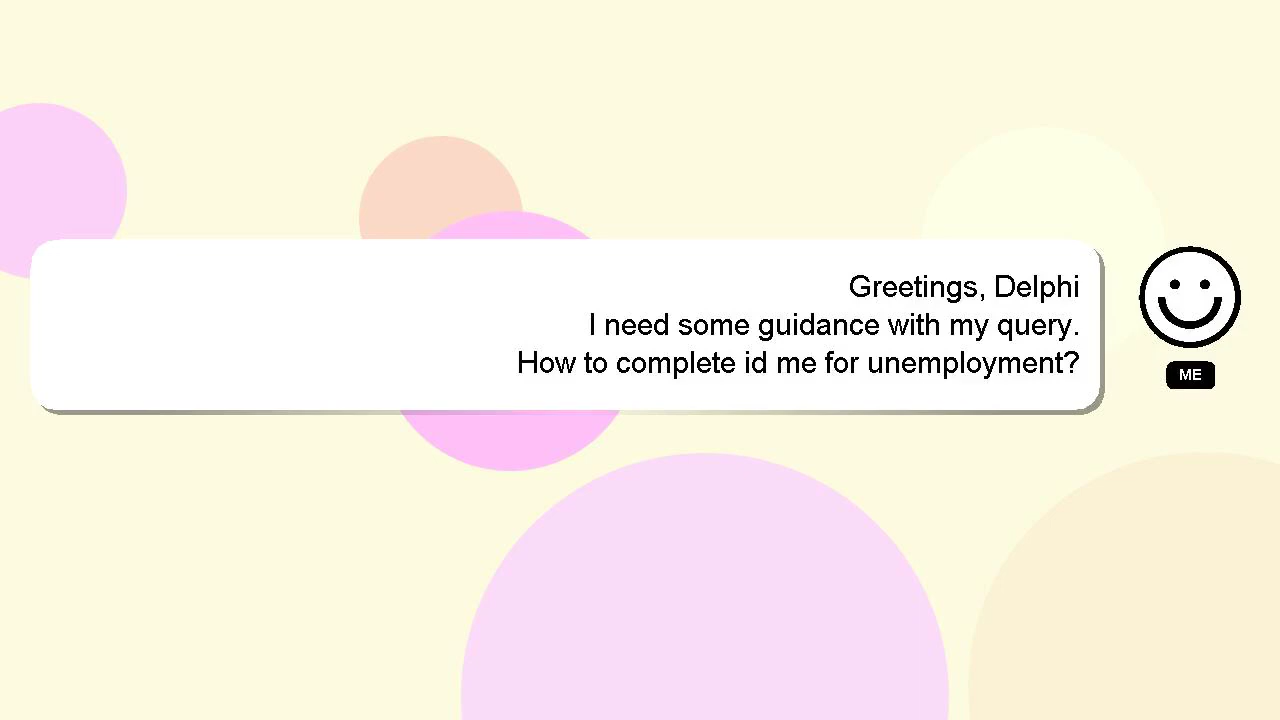 Greetings, Delphi
I need some guidance with my query.
How to complete id me for unemployment?
ME